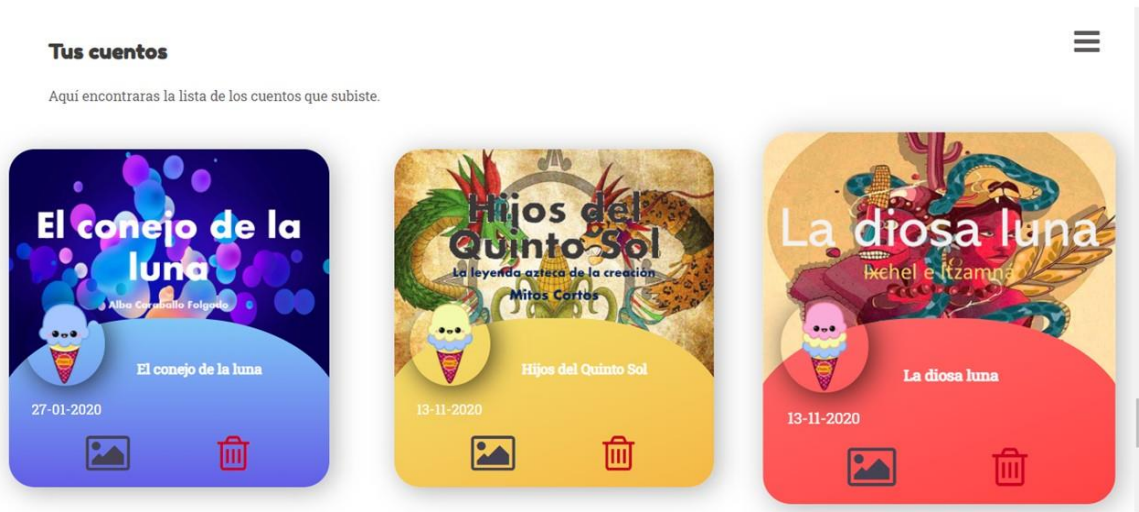 Tus cuentos
Aquí encontraras la lista de los cuentos que subiste.
El conejo de la
luna
Alba Caraballo Folgado
El conejo de la luna
27-01-2020
Hijos del
Quinto Sol
La leyenda azteca de la creación
Mitos Cortos
Hijos del Quinto Sol
13-11-2020
La diosa luna
Ixchel e Itzamná
La diosa luna
13-11-2020